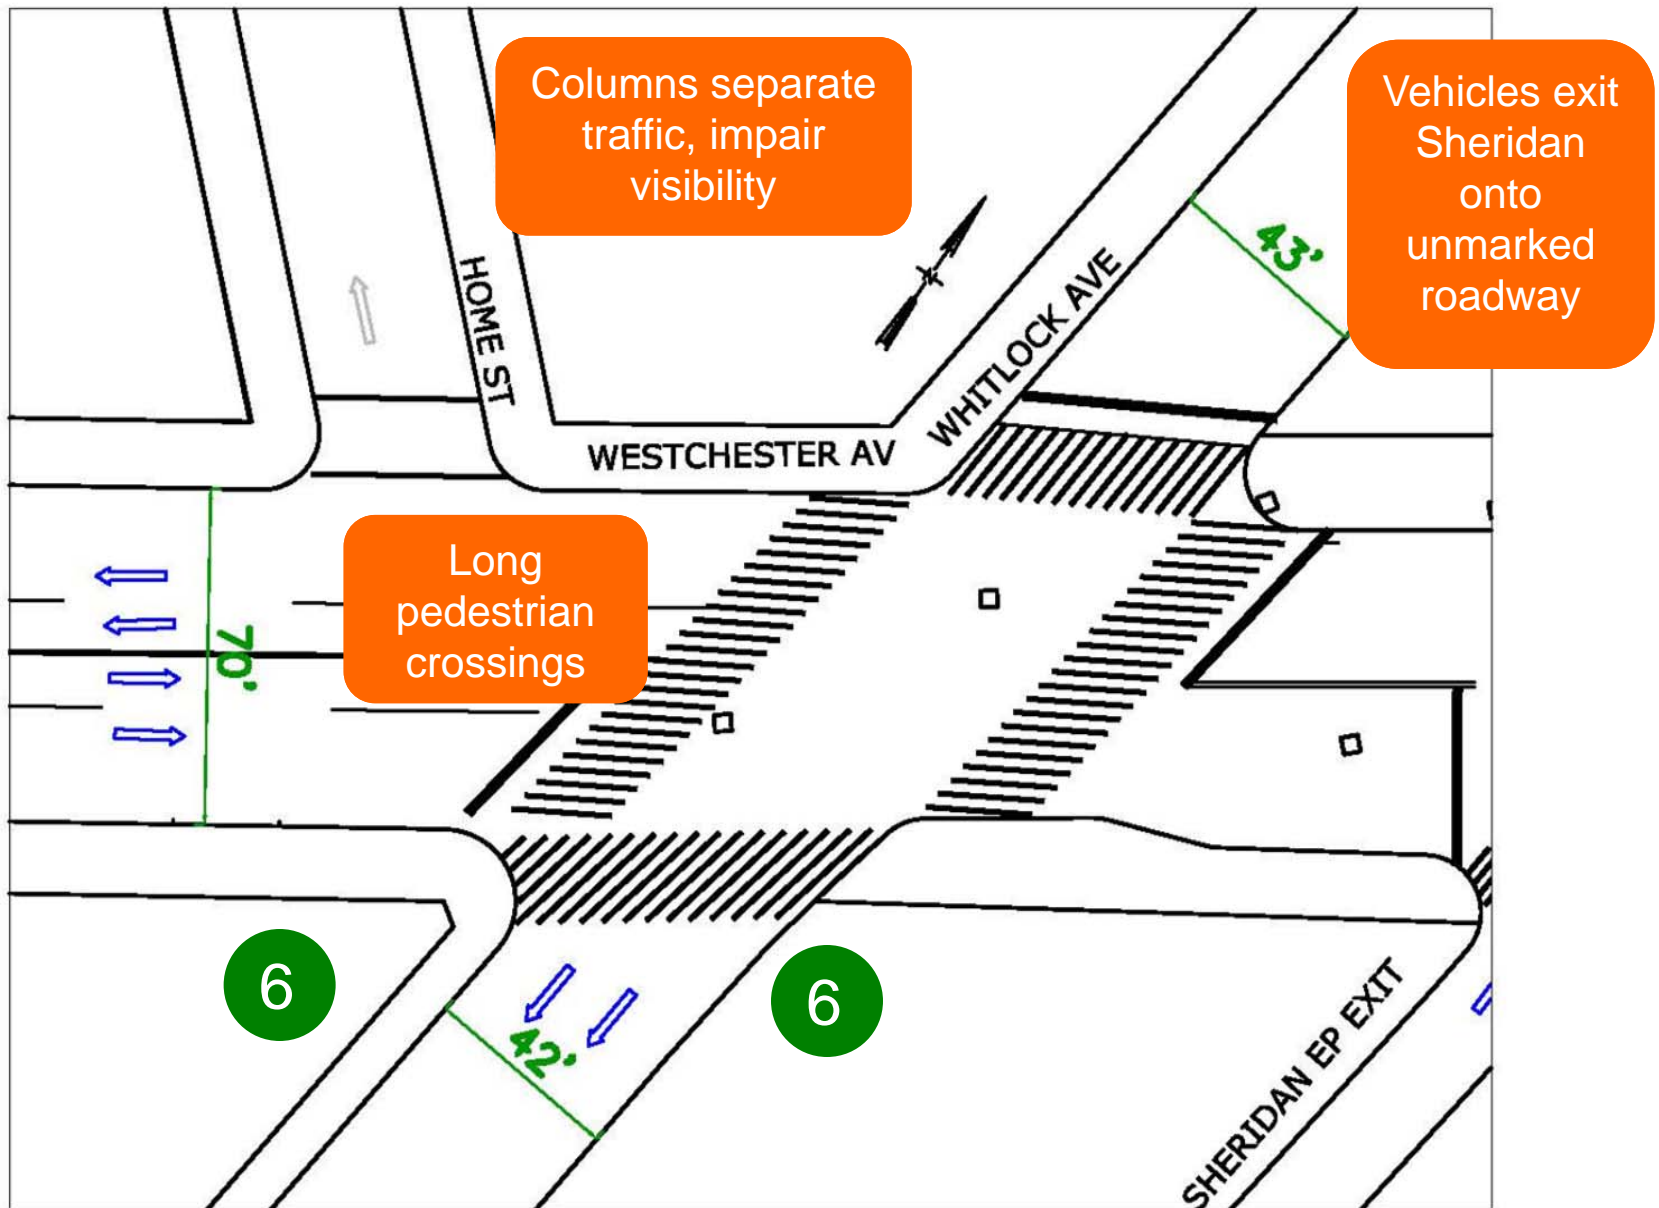 Columns separate
traffic, impair
visibility
Vehicles exit
Sheridan
onto
unmarked
roadway
43'
HOME ST
WHITLOCK AVE
WESTCHESTER AV
Long
pedestrian
crossings
70'
6
6
42'
SHERIDAN EP EXIT